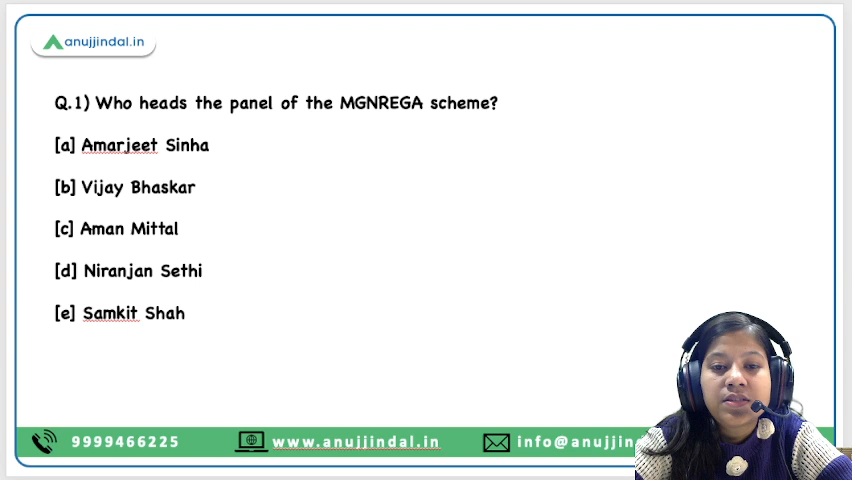 anujjindal.in
Q.1) Who heads the panel of the MGNREGA scheme?
[a] Amarjeet Sinha
[b] Vijay Bhaskar
[c] Aman Mittal
[d] Niranjan Sethi
[e] Samkit Shah
9999466225 www.anujjindal.in info@anujjind